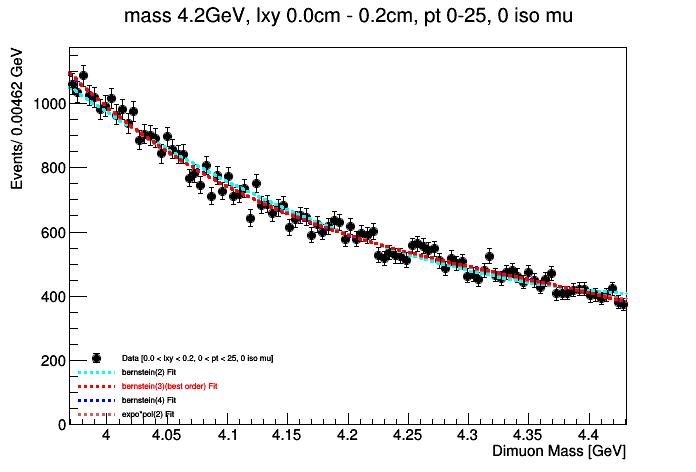 mass 4.2GeV, lxy 0.0cm - 0.2cm, pt 0-25, 0 iso mu
Events/ 0.00462 GeV
1000
800
600
400
200
0
Data [0.0 < lxy < 0.2, 0 < pt < 25, 0 iso mu]
bernstein(2) Fit
bernstein(3)(best order) Fit
bernstein(4) Fit
expo*pol(2) Fit
4 4.05 4.1 4.15 4.2 4.25 4.3 4.35 4.4
Dimuon Mass [GeV]